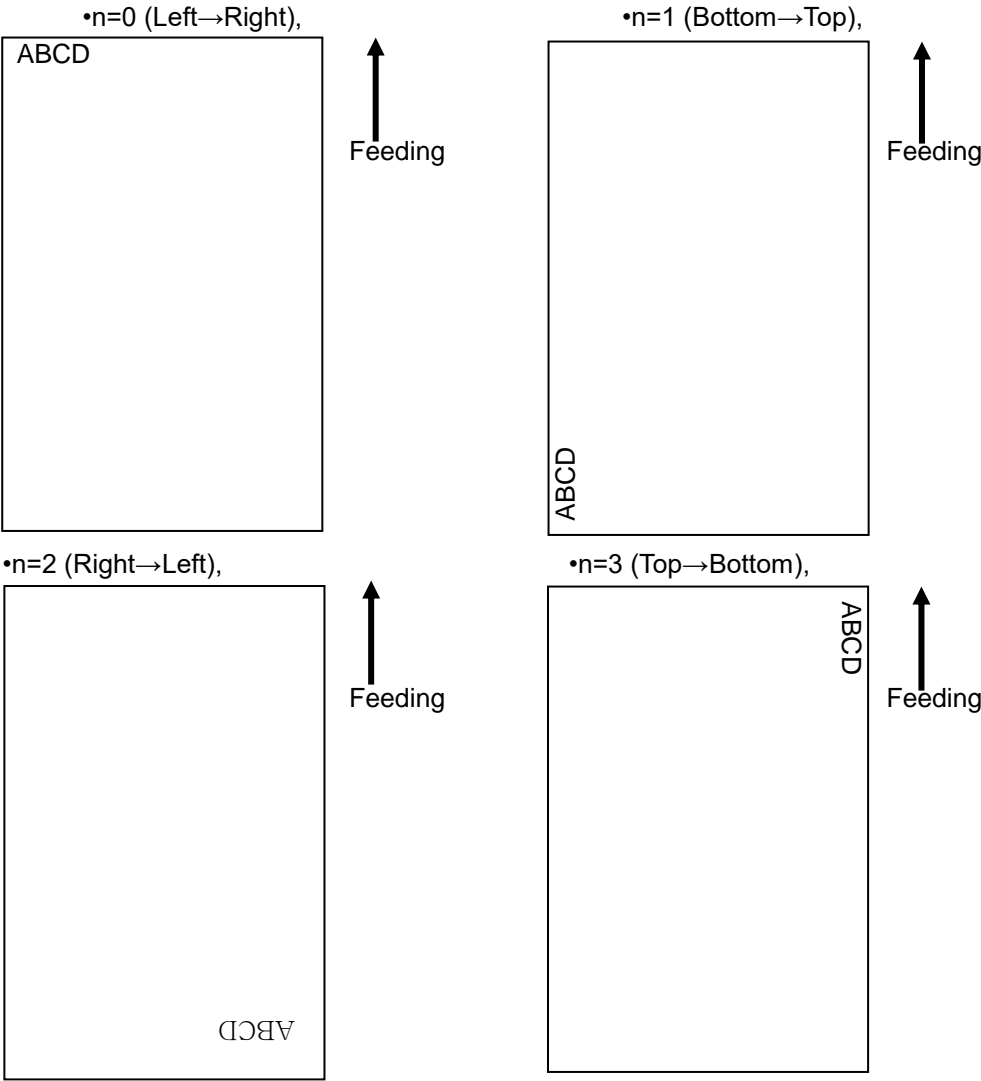 •n=0 (Left→Right),
ABCD
Feeding
•n=1 (Bottom→Top),
Feeding
ABCD
•n=2 (Right→Left),
Feeding
ABCD
•n=3 (Top→Bottom),
ABCD
Feeding